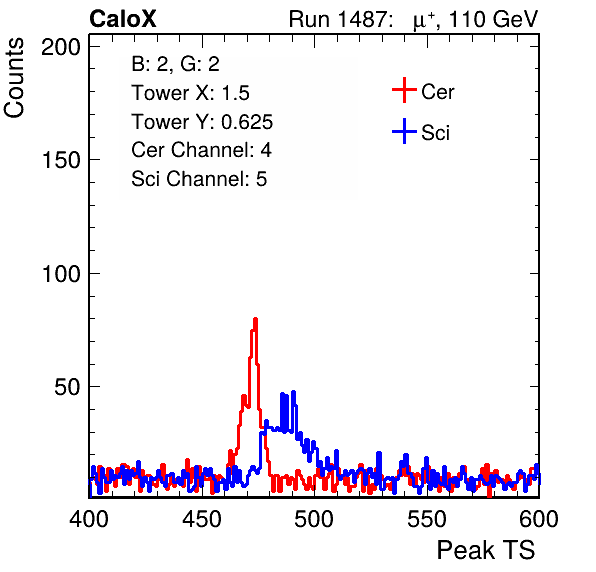 CaloX Run 1487: μ⁺, 110 GeV
B: 2, G: 2
Tower X: 1.5
Tower Y: 0.625
Cer Channel: 4
Sci Channel: 5
Cer
Sci
Counts
200
150
100
50
400 450 500 550 600
Peak TS